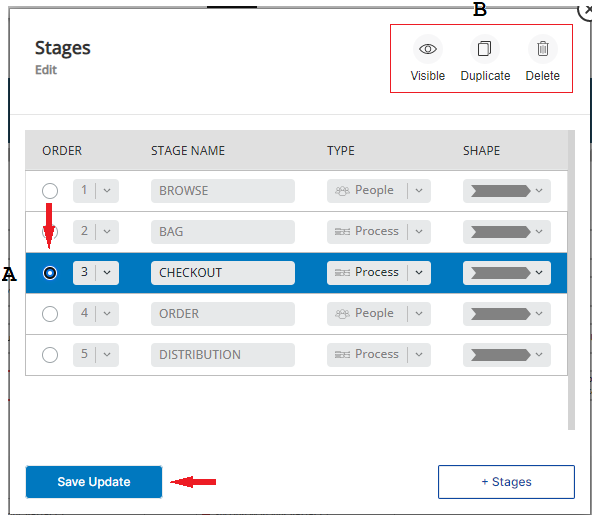 B
Stages
Edit
Visible Duplicate Delete
ORDER STAGE NAME TYPE SHAPE
1 BROWSE People
2 BAG Process
A 3 CHECKOUT Process
4 ORDER People
5 DISTRIBUTION Process
Save Update + Stages